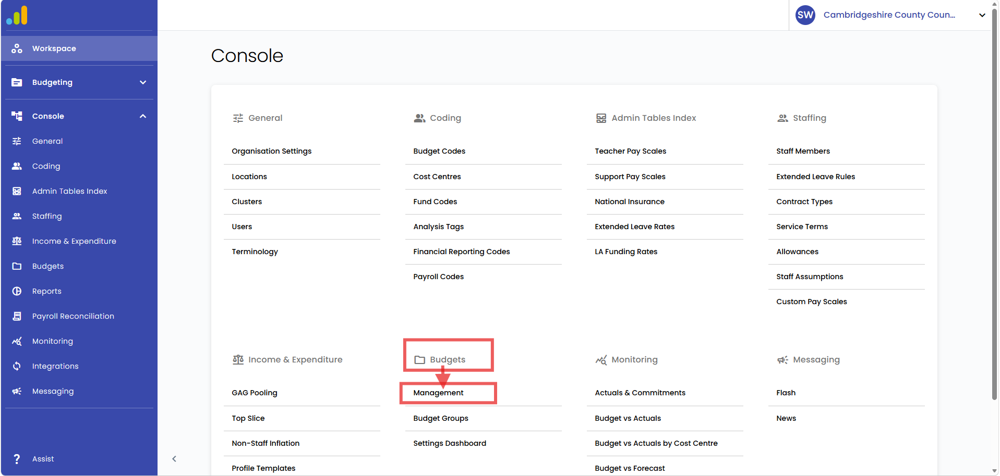 SW Cambridgeshire County Coun...
Workspace
Budgeting
Console
General
Coding
Admin Tables Index
Staffing
Income & Expenditure
Budgets
Reports
Payroll Reconciliation
Monitoring
Integrations
Messaging
? Assist
Console
General
Organisation Settings
Locations
Clusters
Users
Terminology
Coding
Budget Codes
Cost Centres
Fund Codes
Analysis Tags
Financial Reporting Codes
Payroll Codes
Admin Tables Index
Teacher Pay Scales
Support Pay Scales
National Insurance
Extended Leave Rates
LA Funding Rates
Staffing
Staff Members
Extended Leave Rules
Contract Types
Service Terms
Allowances
Staff Assumptions
Custom Pay Scales
Income & Expenditure
GAG Pooling
Top Slice
Non-Staff Inflation
Profile Templates
Budgets
Management
Budget Groups
Settings Dashboard
Monitoring
Actuals & Commitments
Budget vs Actuals
Budget vs Actuals by Cost Centre
Budget vs Forecast
Messaging
Flash
News